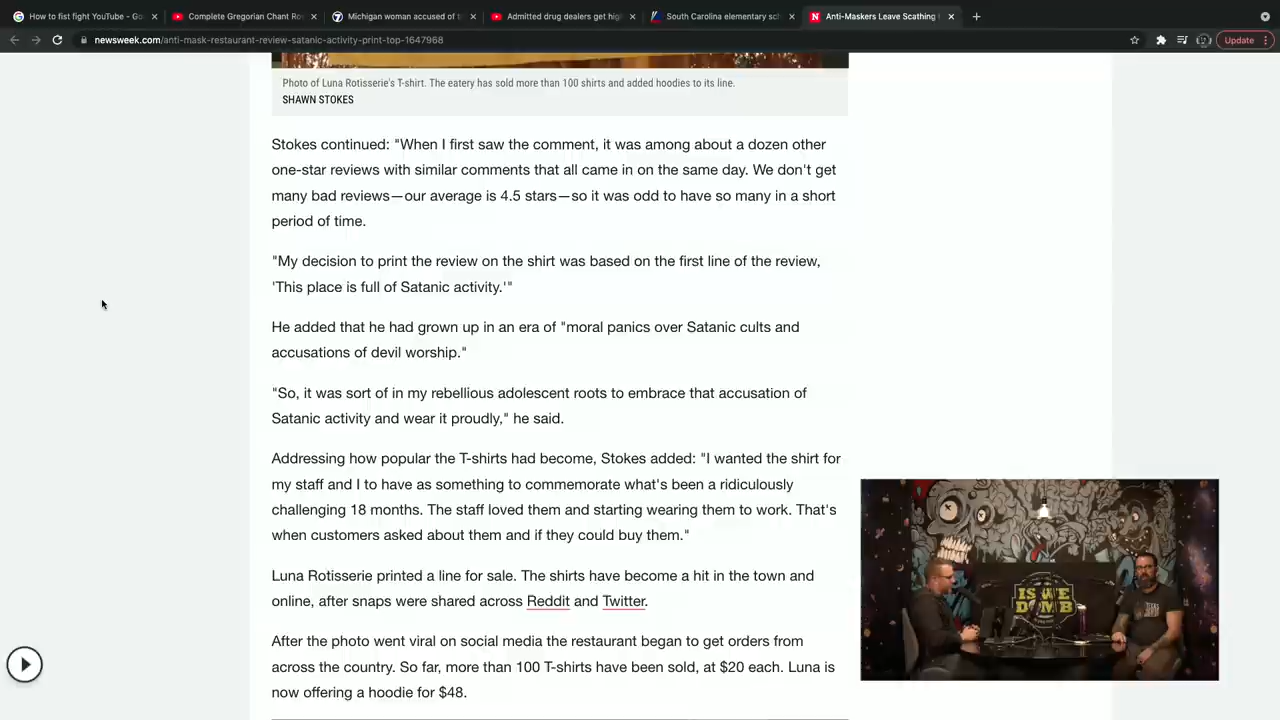 How to fist fight YouTube - Go
Complete Gregorian Chant Ro
Michigan woman accused of t
Admitted drug dealers get hig
South Carolina elementary sch
Anti-Maskers Leave Scathing
newsweek.com/anti-mask-restaurant-review-satanic-activity-print-top-1647968
Update
Photo of Luna Rotisserie's T-shirt. The eatery has sold more than 100 shirts and added hoodies to its line.
SHAWN STOKES
Stokes continued: "When I first saw the comment, it was among about a dozen other
one-star reviews with similar comments that all came in on the same day. We don't get
many bad reviews—our average is 4.5 stars—so it was odd to have so many in a short
period of time.
"My decision to print the review on the shirt was based on the first line of the review,
'This place is full of Satanic activity.'"
He added that he had grown up in an era of "moral panics over Satanic cults and
accusations of devil worship."
"So, it was sort of in my rebellious adolescent roots to embrace that accusation of
Satanic activity and wear it proudly," he said.
Addressing how popular the T-shirts had become, Stokes added: "I wanted the shirt for
my staff and I to have as something to commemorate what's been a ridiculously
challenging 18 months. The staff loved them and starting wearing them to work. That's
when customers asked about them and if they could buy them."
Luna Rotisserie printed a line for sale. The shirts have become a hit in the town and
online, after snaps were shared across Reddit and Twitter.
After the photo went viral on social media the restaurant began to get orders from
across the country. So far, more than 100 T-shirts have been sold, at $20 each. Luna is
now offering a hoodie for $48.
IS WE
DUMB